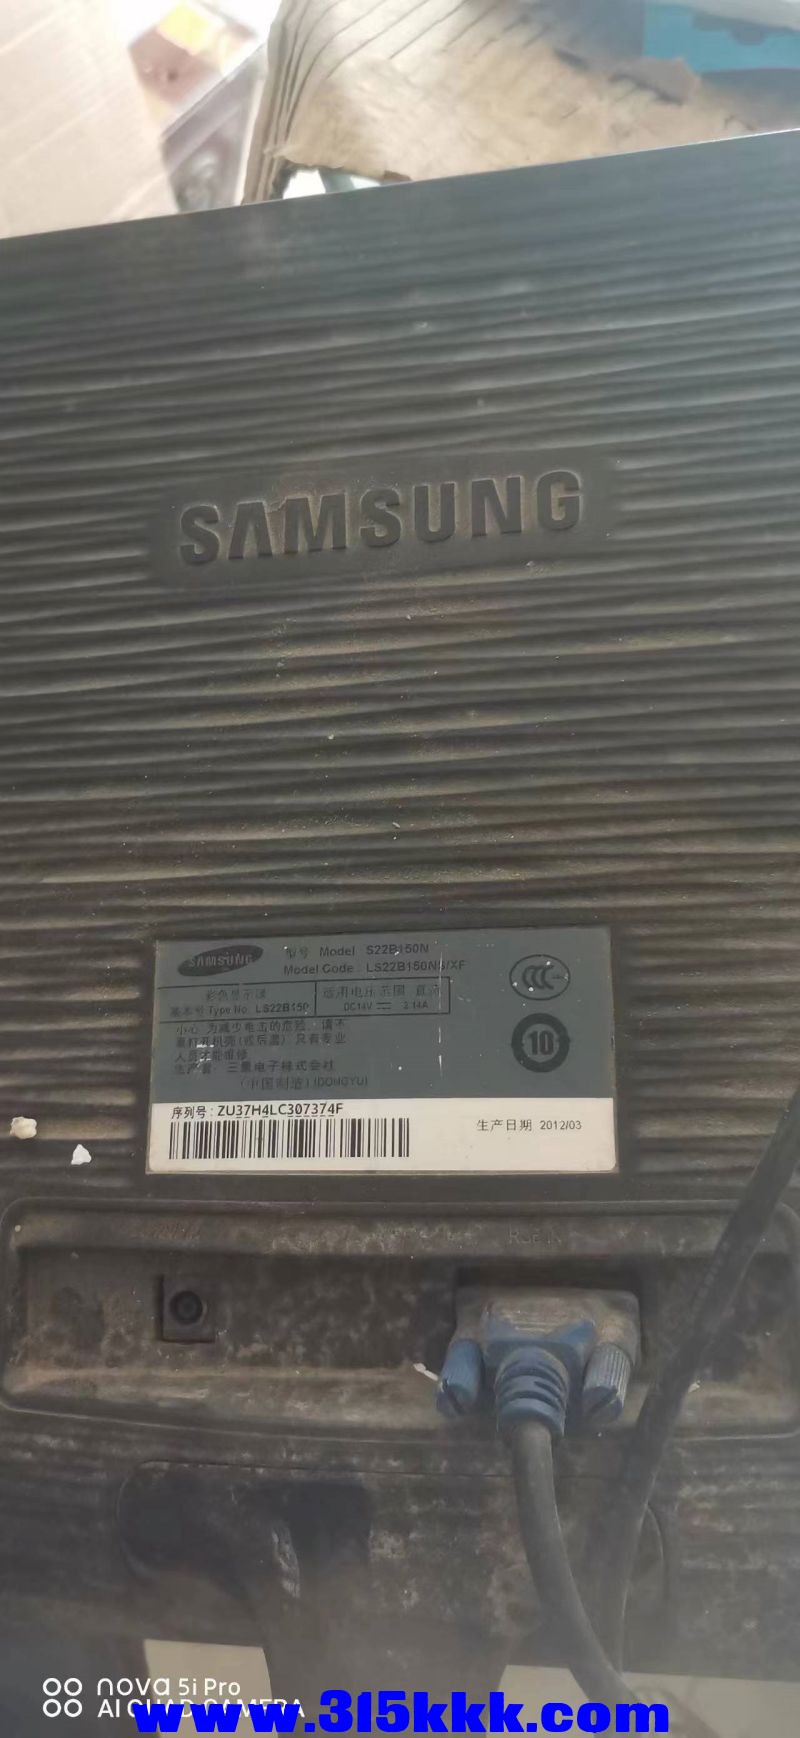 SAMSUNG
SAMSUNG
型号 Model S22B150N
Model Code : LS22B150NS/XF
彩色显示器
适用电压范围 直流
基本号 Type No. LS22B150
DC14V 2.14A
小心 为减少电击的危险, 请不
要打开机壳(或后盖) 只有专业
人员才能维修
生产者: 三星电子株式会社
(中国制造) (DONGYU)
10
序列号 : ZU37H4LC307374F
生产日期 2012/03
nova 5i Pro
AI QUAD CAMERA
www.315kkk.com